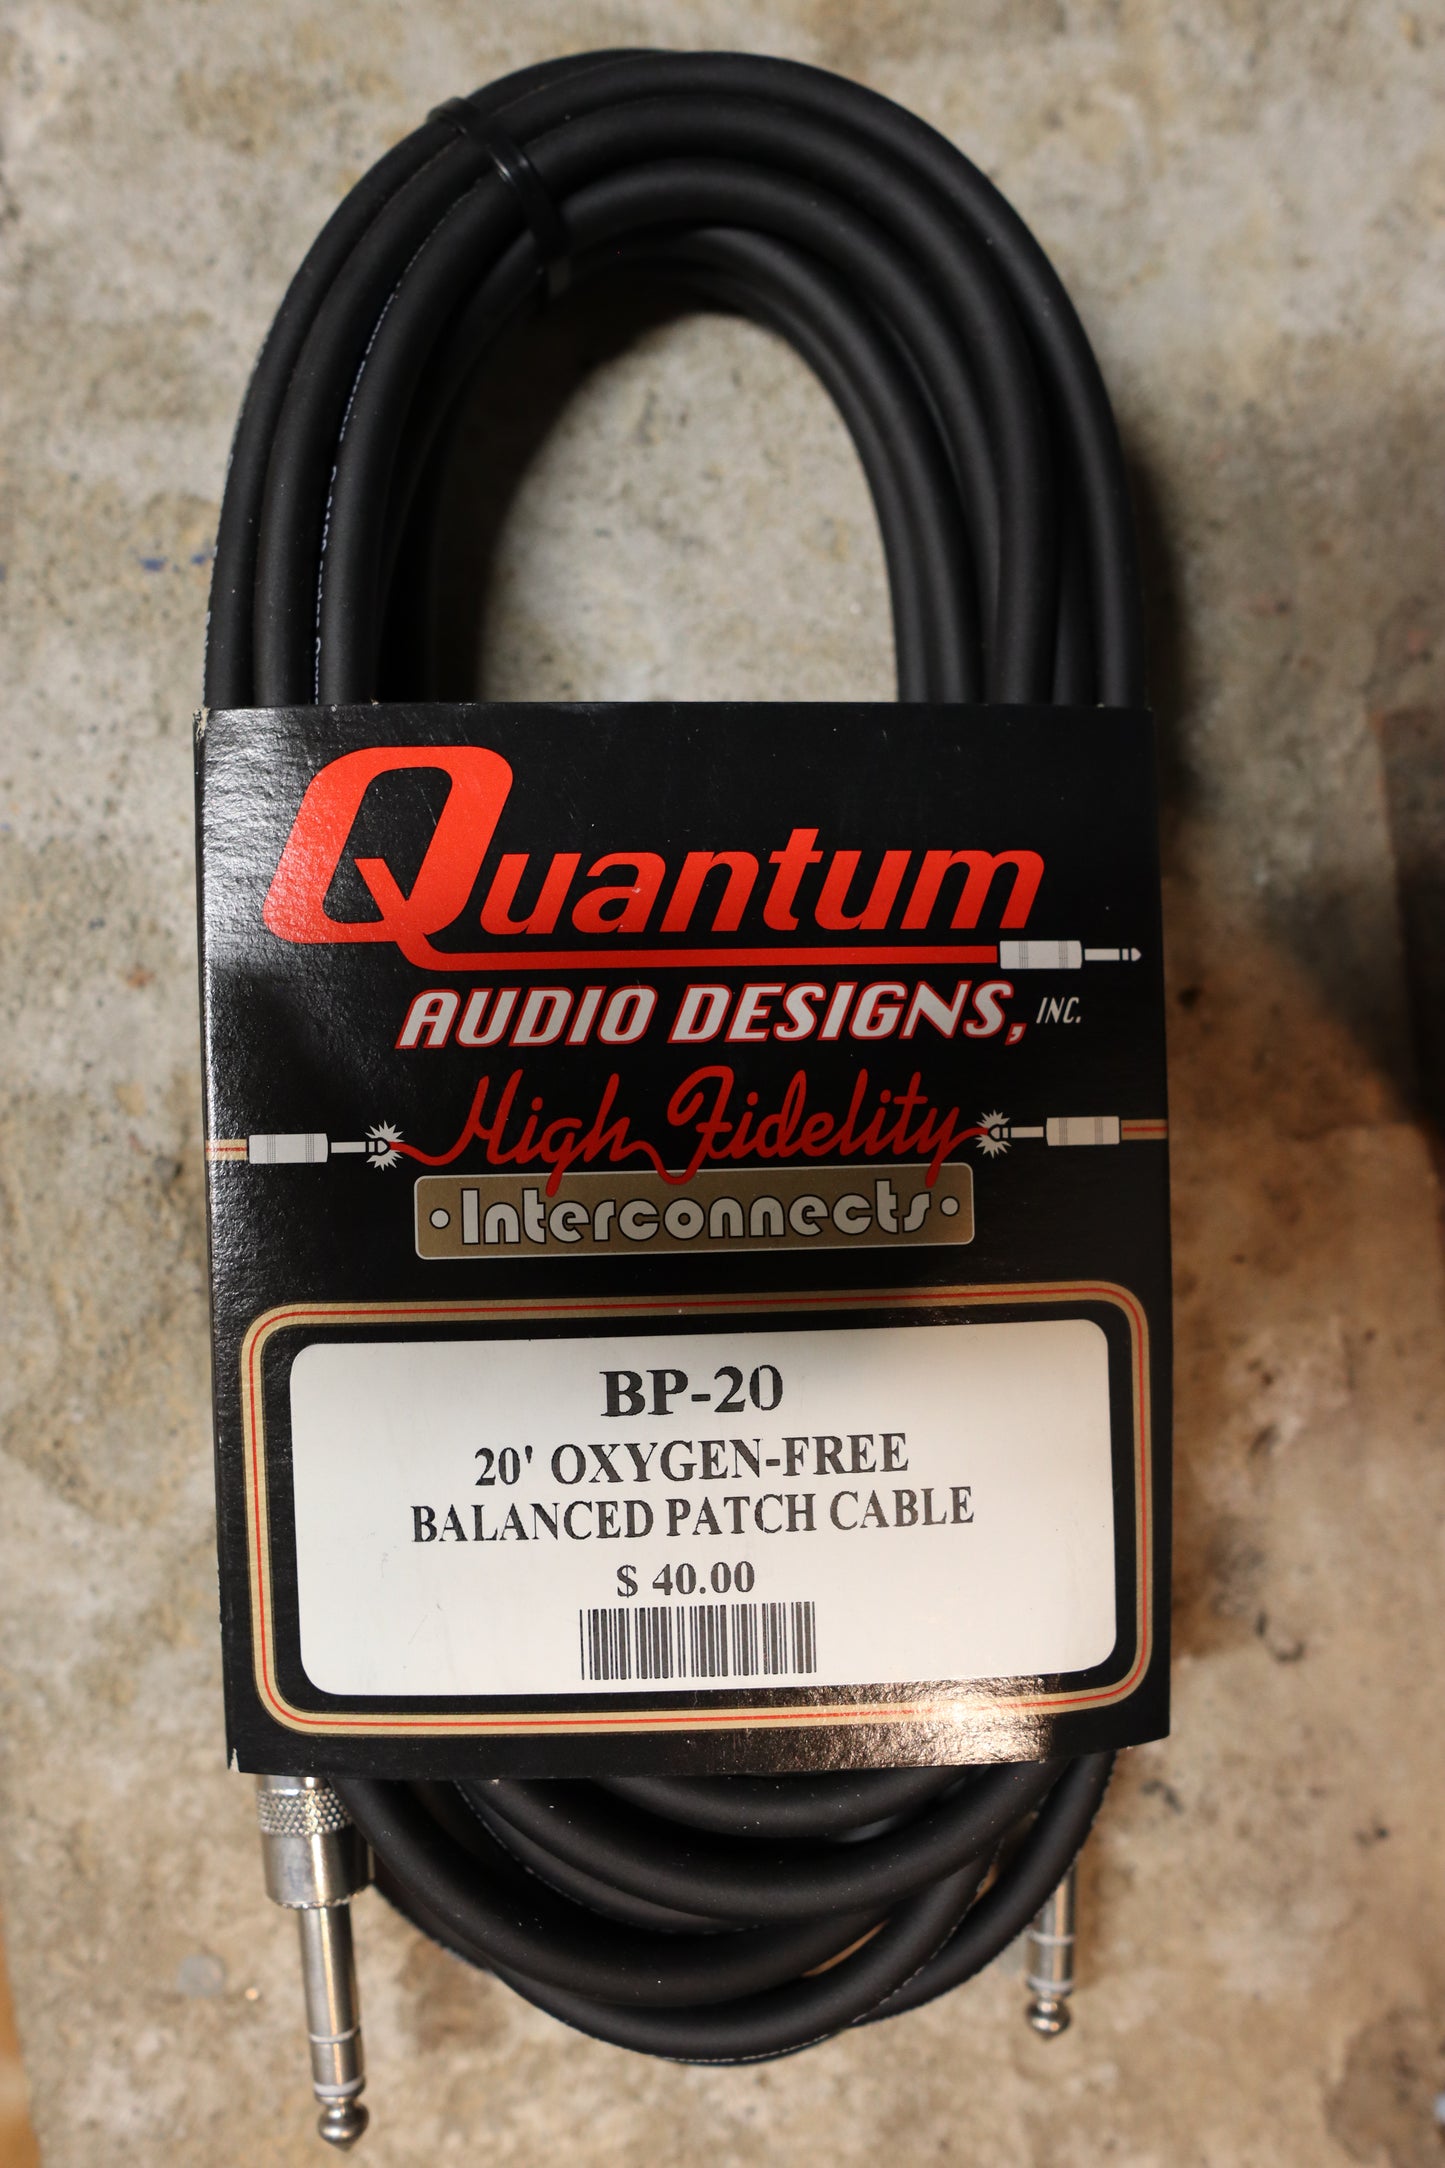 Quantum
AUDIO DESIGNS, INC.
High Fidelity
• Interconnects •
BP-20
20' OXYGEN-FREE
BALANCED PATCH CABLE
$ 40.00